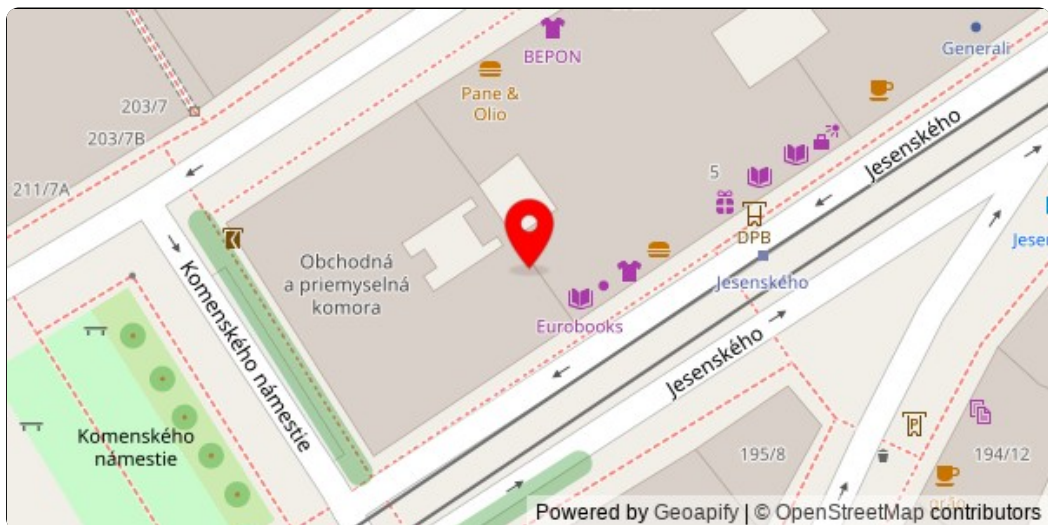 BEPON
Generali
Pane &
Olio
203/7
203/7B
Jesenského
211/7A
5
DPB
Obchodná
a priemyselná
komora
Jesenského
Komenského námestie
Eurobooks
Jesenského
Komenského
námestie
195/8
P
194/12
Powered by Geoapify | © OpenStreetMap contributors